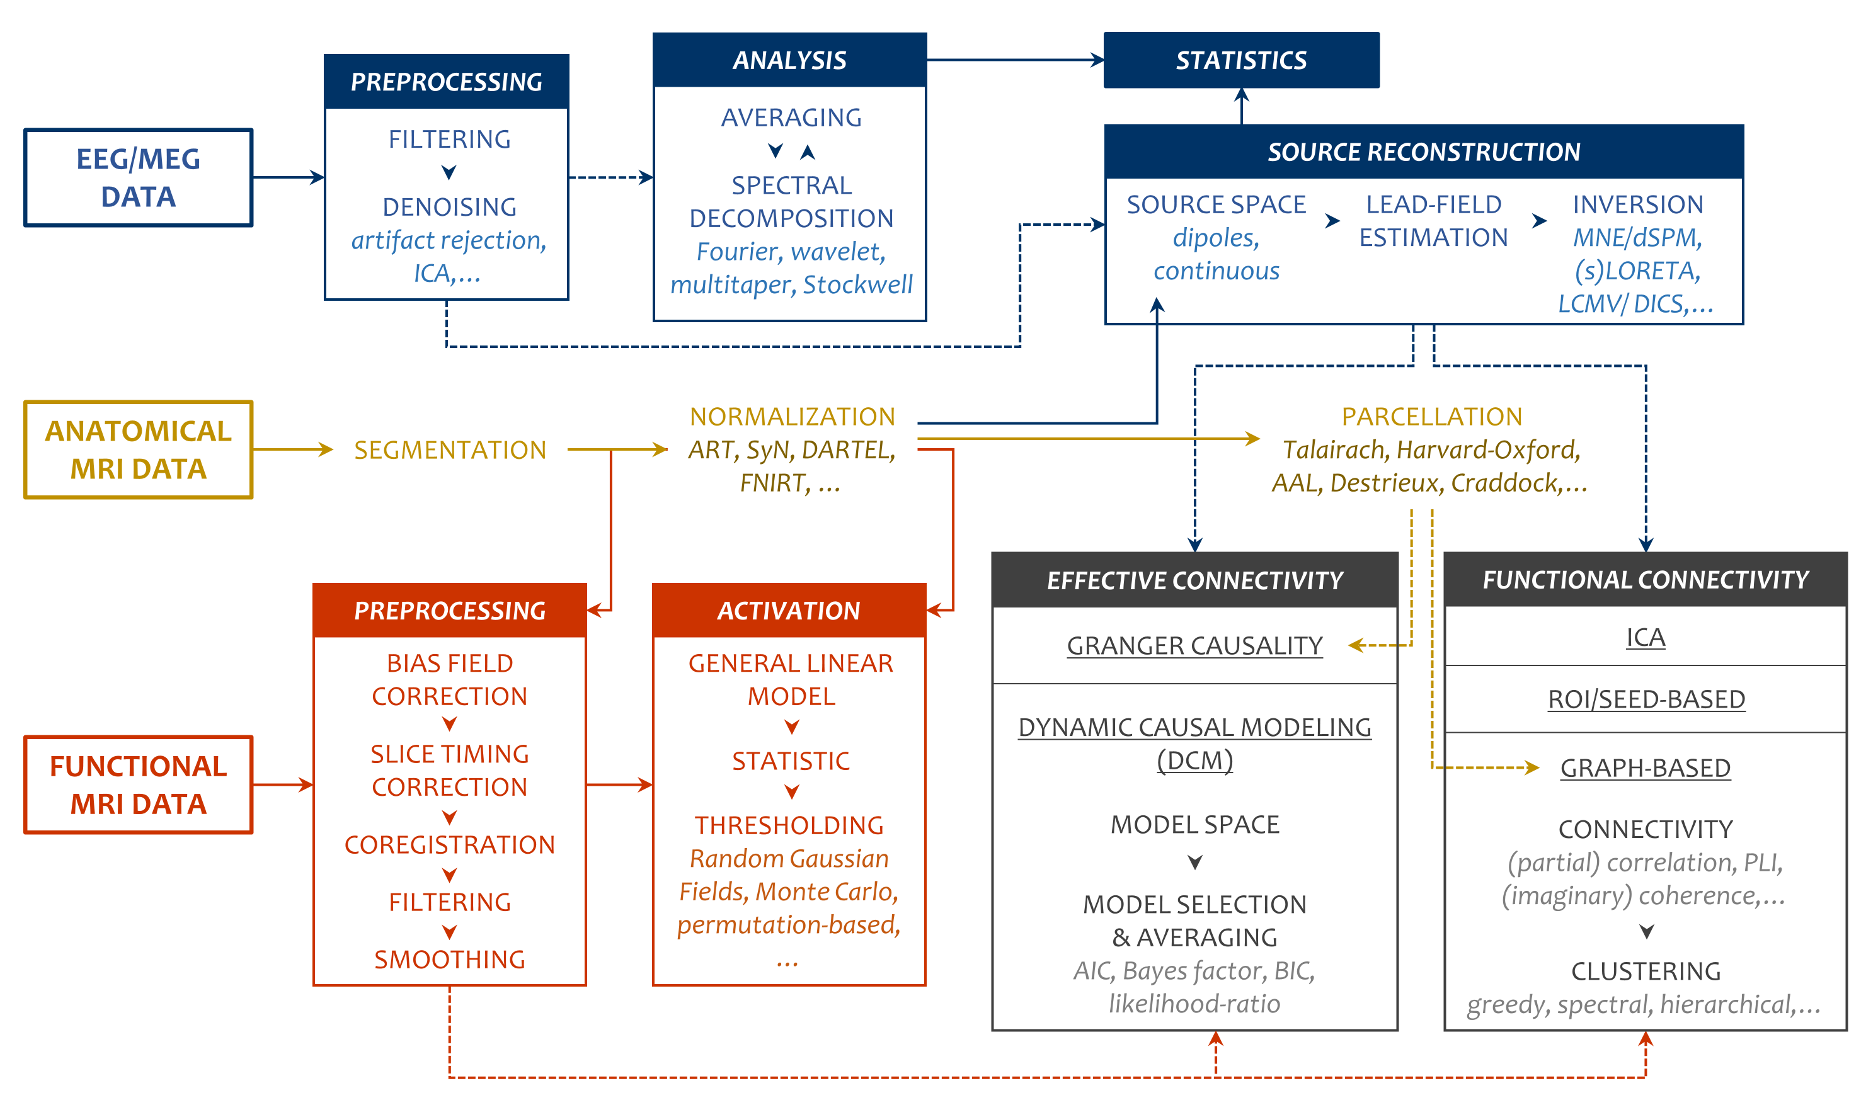 EEG/MEG
DATA
PREPROCESSING
FILTERING
DENOISING
artifact rejection,
ICA,...
ANALYSIS
AVERAGING
SPECTRAL
DECOMPOSITION
Fourier, wavelet,
multitaper, Stockwell
STATISTICS
SOURCE RECONSTRUCTION
SOURCE SPACE
dipoles,
continuous
LEAD-FIELD
ESTIMATION
INVERSION
MNE/dSPM,
(s)LORETA,
LCMV/ DICS,...
ANATOMICAL
MRI DATA
SEGMENTATION
NORMALIZATION
ART, SyN, DARTEL,
FNIRT, ...
PARCELLATION
Talairach, Harvard-Oxford,
AAL, Destrieux, Craddock,...
FUNCTIONAL
MRI DATA
PREPROCESSING
BIAS FIELD
CORRECTION
SLICE TIMING
CORRECTION
COREGISTRATION
FILTERING
SMOOTHING
ACTIVATION
GENERAL LINEAR
MODEL
STATISTIC
THRESHOLDING
Random Gaussian
Fields, Monte Carlo,
permutation-based,
...
EFFECTIVE CONNECTIVITY
GRANGER CAUSALITY
DYNAMIC CAUSAL MODELING
(DCM)
MODEL SPACE
MODEL SELECTION
& AVERAGING
AIC, Bayes factor, BIC,
likelihood-ratio
FUNCTIONAL CONNECTIVITY
ICA
ROI/SEED-BASED
GRAPH-BASED
CONNECTIVITY
(partial) correlation, PLI,
(imaginary) coherence,...
CLUSTERING
greedy, spectral, hierarchical,...